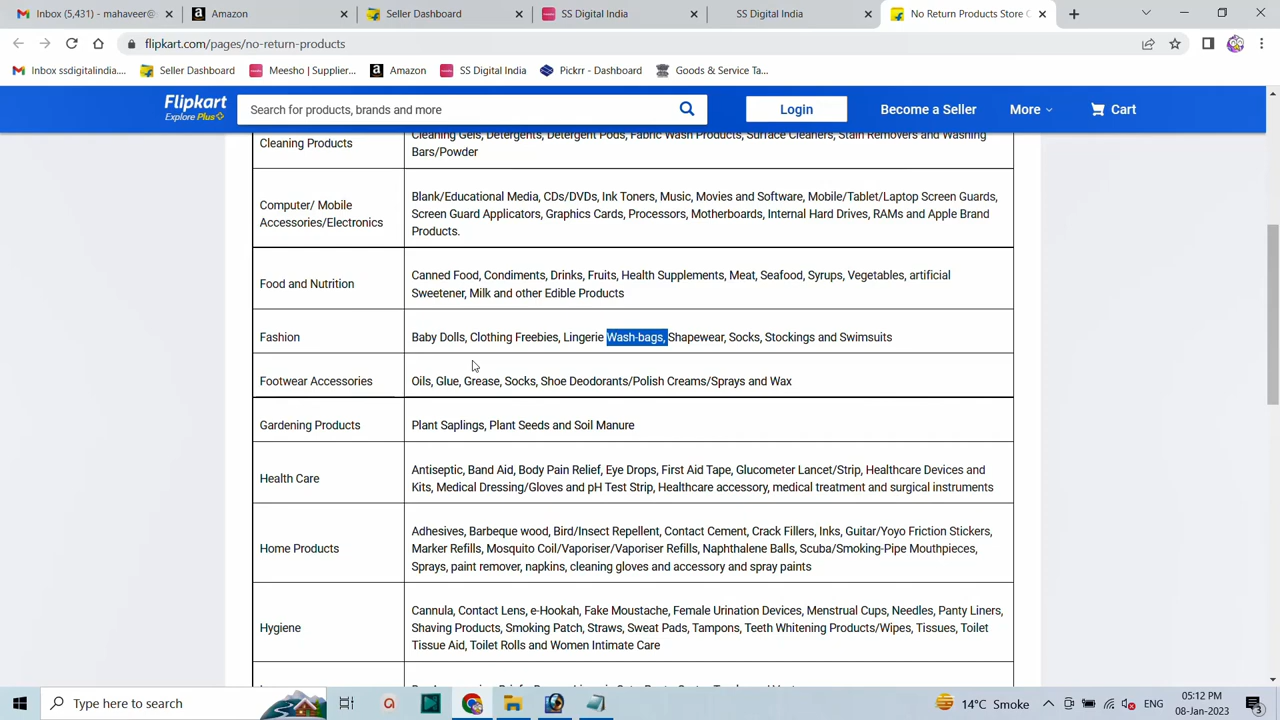 Inbox (5,431) - mahaveer@
Amazon
Seller Dashboard
SS Digital India
SS Digital India
No Return Products Store O
flipkart.com/pages/no-return-products
Inbox ssdigitalindia....
Seller Dashboard
Meesho | Supplier...
Amazon
SS Digital India
Pickrr - Dashboard
Goods & Service Ta...
Flipkart
Explore Plus
Search for products, brands and more
Login
Become a Seller
More
Cart
Cleaning Products
Cleaning Gels, Detergents, Detergent Pods, Fabric Wash Products, Surface Cleaners, Stain Removers and Washing
Bars/Powder
Computer/ Mobile
Accessories/Electronics
Blank/Educational Media, CDs/DVDs, Ink Toners, Music, Movies and Software, Mobile/Tablet/Laptop Screen Guards,
Screen Guard Applicators, Graphics Cards, Processors, Motherboards, Internal Hard Drives, RAMs and Apple Brand
Products.
Food and Nutrition
Canned Food, Condiments, Drinks, Fruits, Health Supplements, Meat, Seafood, Syrups, Vegetables, artificial
Sweetener, Milk and other Edible Products
Fashion
Baby Dolls, Clothing Freebies, Lingerie Wash-bags, Shapewear, Socks, Stockings and Swimsuits
Footwear Accessories
Oils, Glue, Grease, Socks, Shoe Deodorants/Polish Creams/Sprays and Wax
Gardening Products
Plant Saplings, Plant Seeds and Soil Manure
Health Care
Antiseptic, Band Aid, Body Pain Relief, Eye Drops, First Aid Tape, Glucometer Lancet/Strip, Healthcare Devices and
Kits, Medical Dressing/Gloves and pH Test Strip, Healthcare accessory, medical treatment and surgical instruments
Home Products
Adhesives, Barbeque wood, Bird/Insect Repellent, Contact Cement, Crack Fillers, Inks, Guitar/Yoyo Friction Stickers,
Marker Refills, Mosquito Coil/Vaporiser/Vaporiser Refills, Naphthalene Balls, Scuba/Smoking-Pipe Mouthpieces,
Sprays, paint remover, napkins, cleaning gloves and accessory and spray paints
Hygiene
Cannula, Contact Lens, e-Hookah, Fake Moustache, Female Urination Devices, Menstrual Cups, Needles, Panty Liners,
Shaving Products, Smoking Patch, Straws, Sweat Pads, Tampons, Teeth Whitening Products/Wipes, Tissues, Toilet
Tissue Aid, Toilet Rolls and Women Intimate Care
Type here to search
14°C Smoke
ENG
05:12 PM
08-Jan-2023
3